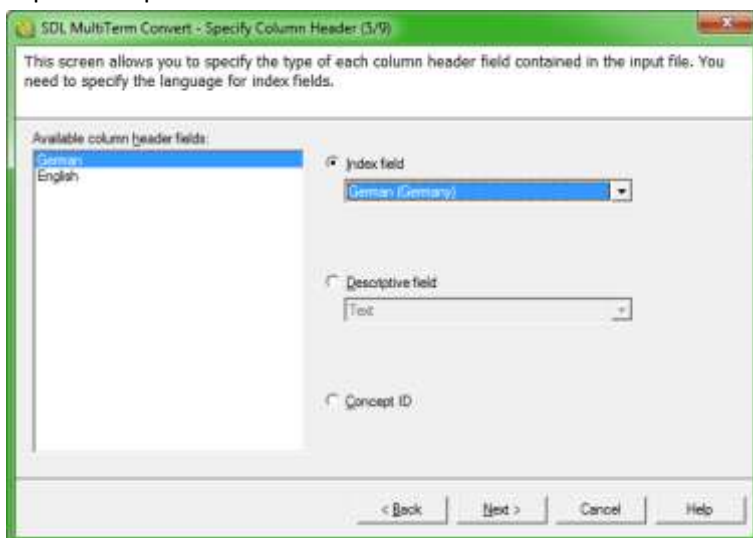 SDL MultiTerm Convert - Specify Column Header (5/9)
This screen allows you to specify the type of each column header field contained in the input file. You
need to specify the language for index fields.
Available column header fields:
German
English
Index field
German (Germany)
Descriptive field
Text
Concept ID
< Back
Next >
Cancel
Help